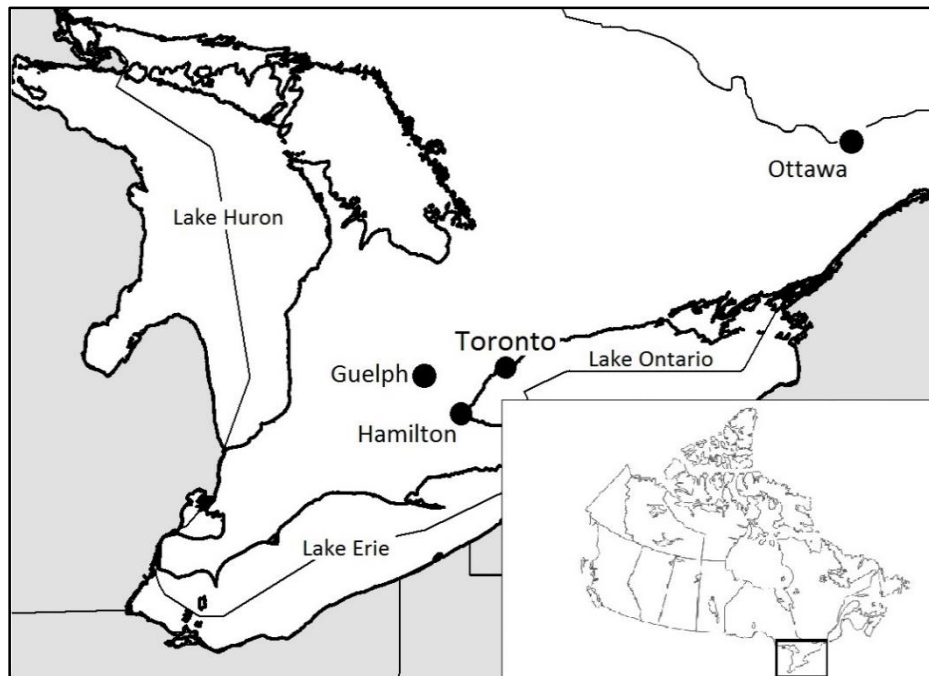 Ottawa
Lake Huron
Toronto
Lake Ontario
Guelph
Hamilton
Lake Erie